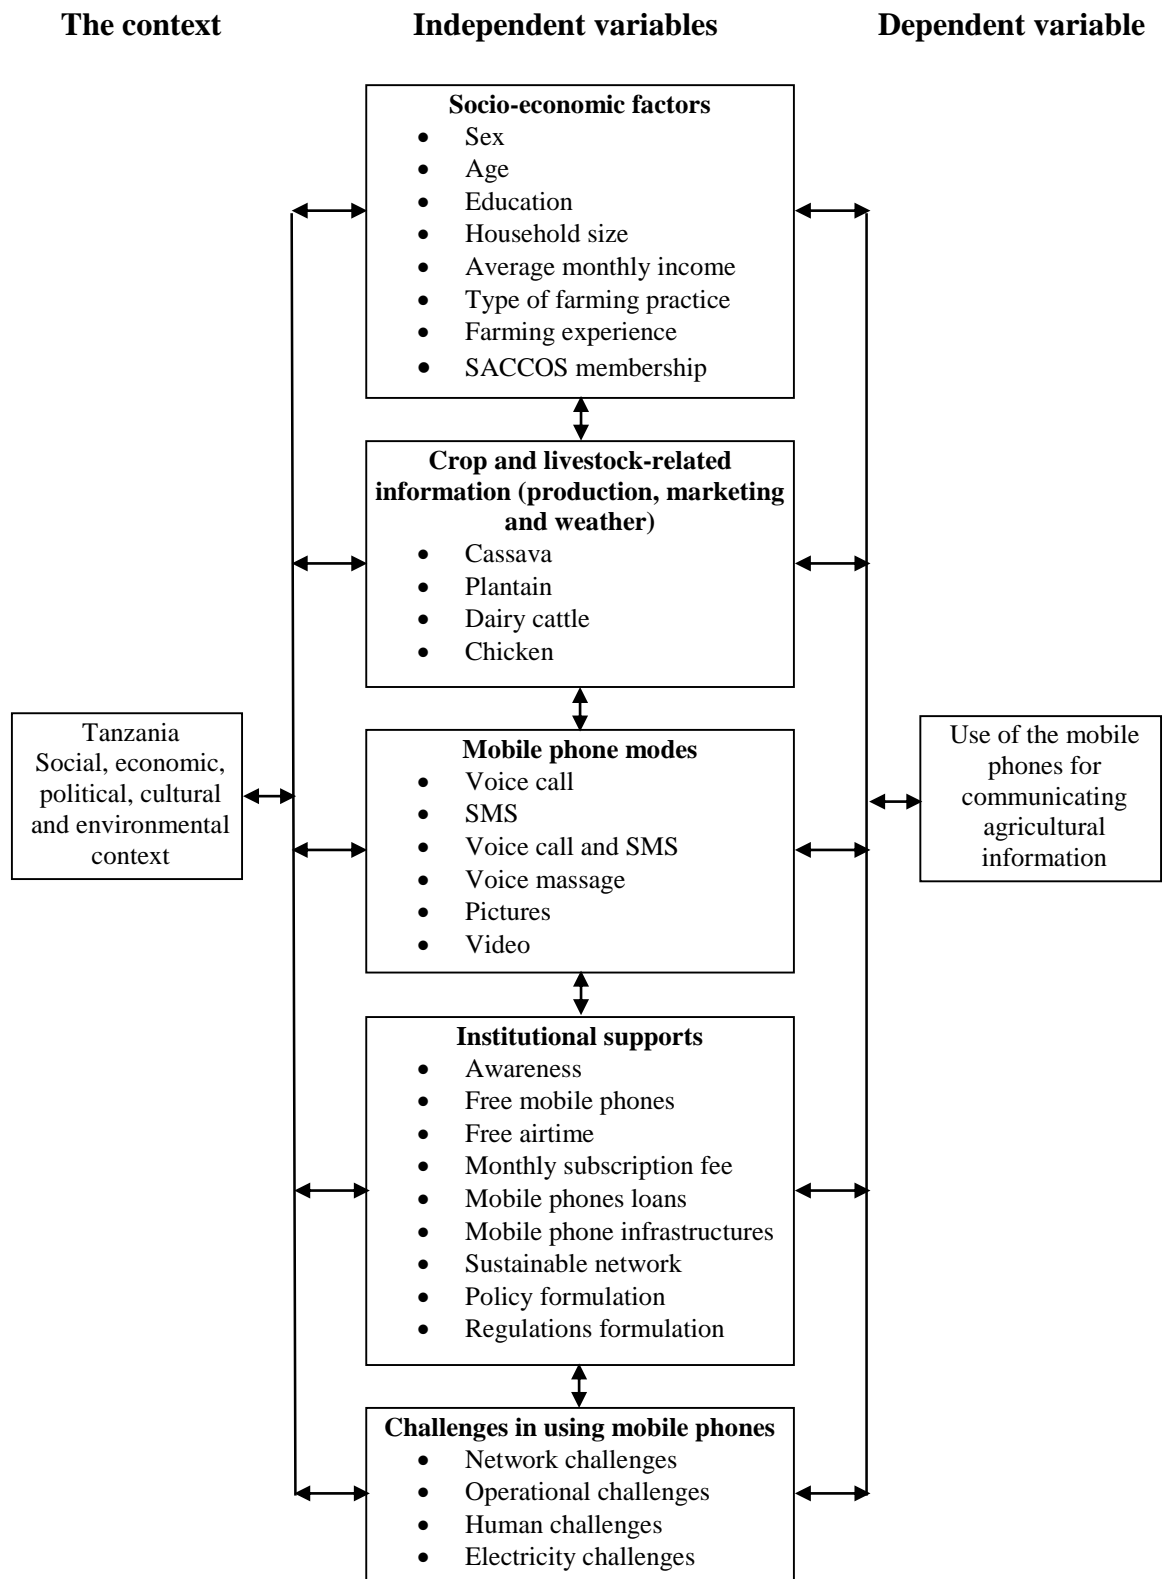 The context
Independent variables
Dependent variable
Socio-economic factors
• Sex
• Age
• Education
• Household size
• Average monthly income
• Type of farming practice
• Farming experience
• SACCOS membership
Crop and livestock-related
information (production, marketing
and weather)
• Cassava
• Plantain
• Dairy cattle
• Chicken
Tanzania
Social, economic,
political, cultural
and environmental
context
Mobile phone modes
• Voice call
• SMS
• Voice call and SMS
• Voice massage
• Pictures
• Video
Use of the mobile
phones for
communicating
agricultural
information
Institutional supports
• Awareness
• Free mobile phones
• Free airtime
• Monthly subscription fee
• Mobile phones loans
• Mobile phone infrastructures
• Sustainable network
• Policy formulation
• Regulations formulation
Challenges in using mobile phones
• Network challenges
• Operational challenges
• Human challenges
• Electricity challenges